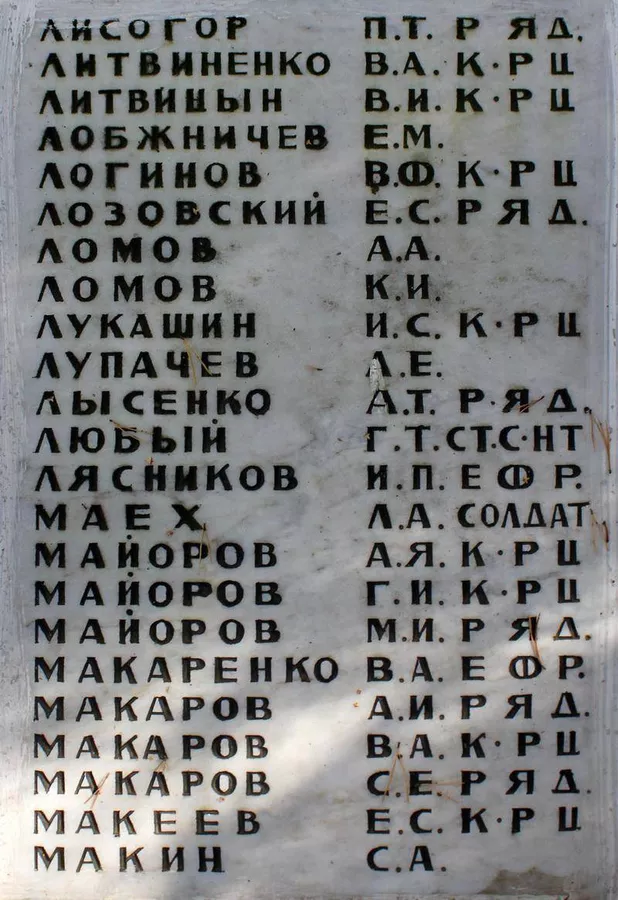 ЛИСОГОР П.Т. РЯД.
ЛИТВИНЕНКО В.А. К·РЦ
ЛИТВИЦЫН В.И. К·РЦ
ЛОБЖНИЧЕВ Е.М.
ЛОГИНОВ В.Ф. К·РЦ
ЛОЗОВСКИЙ Е.С. РЯД.
ЛОМОВ А.А.
ЛОМОВ К.И.
ЛУКАШИН И.С. К·РЦ
ЛУПАЧЕВ Л.Е.
ЛЫСЕНКО А.Т. РЯД.
ЛЮБЫЙ Г.Т. СТ.С·НТ
ЛЯСНИКОВ И.П. ЕФР.
МАЕХ Л.А. СОЛДАТ
МАЙОРОВ А.Я. К·РЦ
МАЙОРОВ Г.И. К·РЦ
МАЙОРОВ М.И. РЯД.
МАКАРЕНКО В.А. ЕФР.
МАКАРОВ А.И. РЯД.
МАКАРОВ В.А. К·РЦ
МАКАРОВ С.Е. РЯД.
МАКЕЕВ Е.С. К·РЦ
МАКИН С.А.